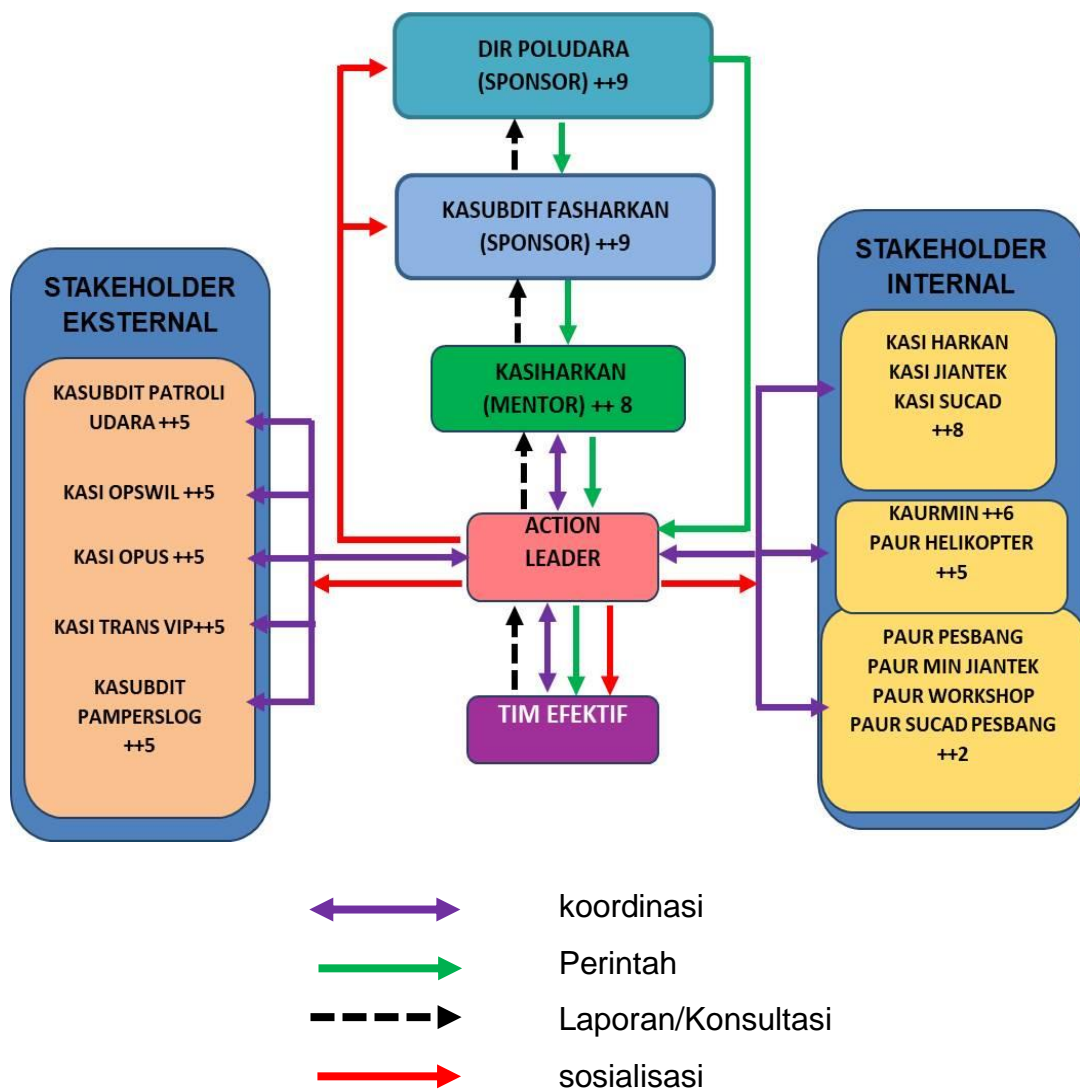 DIR POLUDARA
(SPONSOR) ++9
KASUBDIT FASHARKAN
(SPONSOR) ++9
KASIHARKAN
(MENTOR) ++ 8
ACTION
LEADER
TIM EFEKTIF
STAKEHOLDER
EKSTERNAL
KASUBDIT PATROLI
UDARA ++5
KASI OPSWIL ++5
KASI OPUS ++5
KASI TRANS VIP++5
KASUBDIT
PAMPERSLOG
++5
STAKEHOLDER
INTERNAL
KASI HARKAN
KASI JIANTEK
KASI SUCAD
++8
KAURMIN ++6
PAUR HELIKOPTER
++5
PAUR PESBANG
PAUR MIN JIANTEK
PAUR WORKSHOP
PAUR SUCAD PESBANG
++2
koordinasi
Perintah
Laporan/Konsultasi
sosialisasi